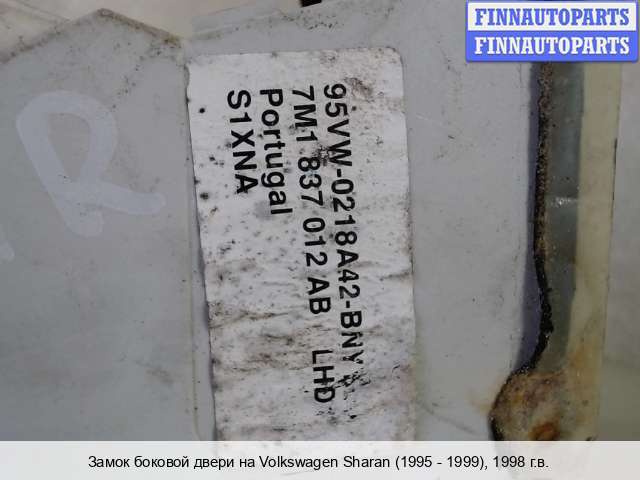 FINNAUTOPARTS
FINNAUTOPARTS
95VW-0218A42-BNY
7M1 837 012 AB LHD
Portugal
S1XNA
R
Замок боковой двери на Volkswagen Sharan (1995 - 1999), 1998 г.в.